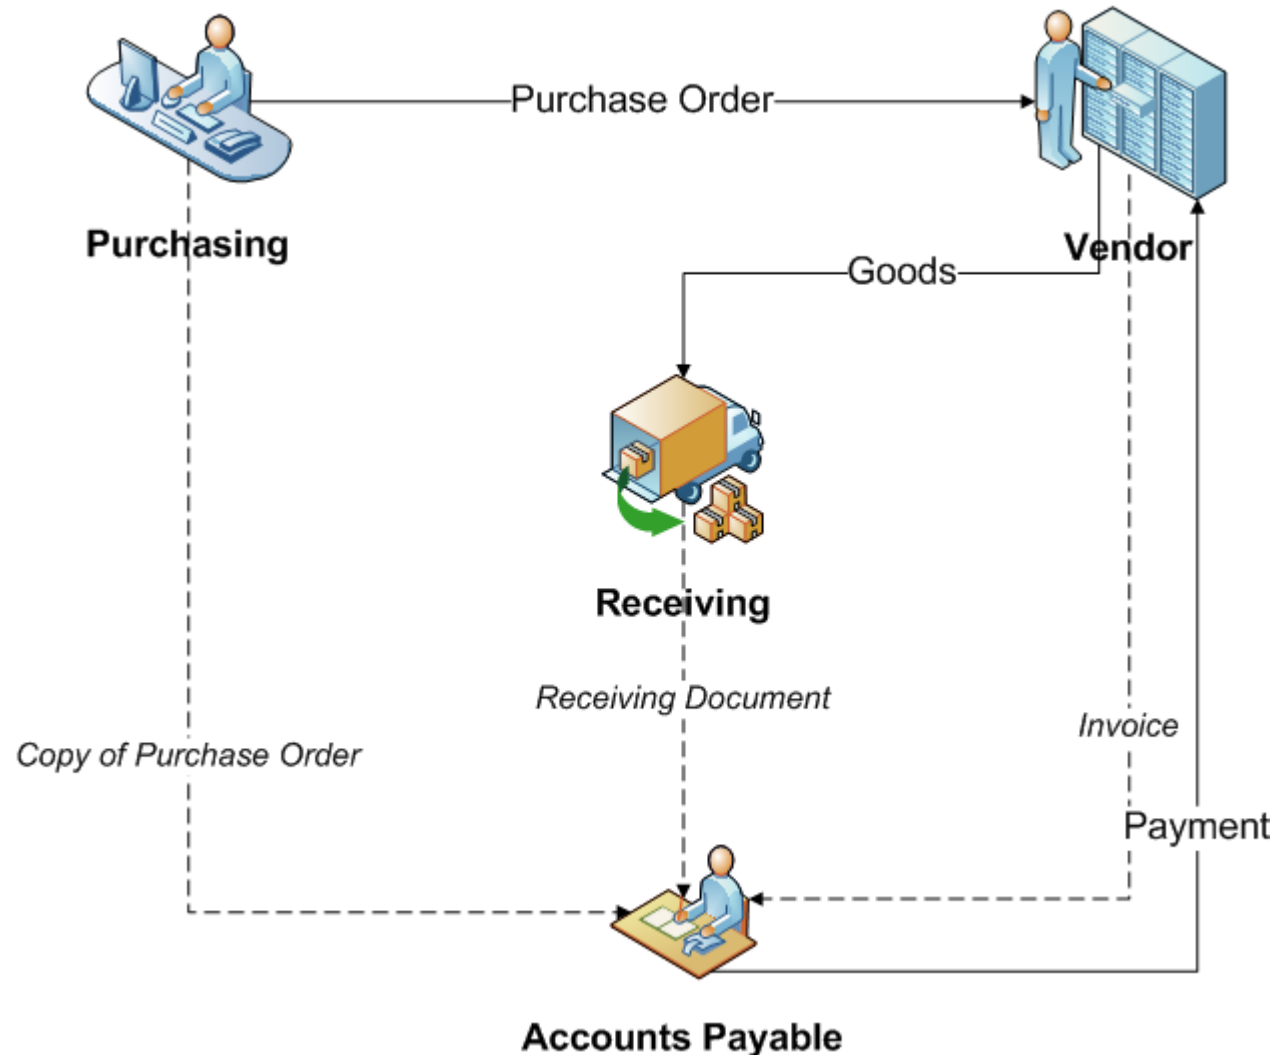 Purchase Order
Purchasing
Vendor
Goods
Receiving
Receiving Document
Invoice
Copy of Purchase Order
Payment
Accounts Payable